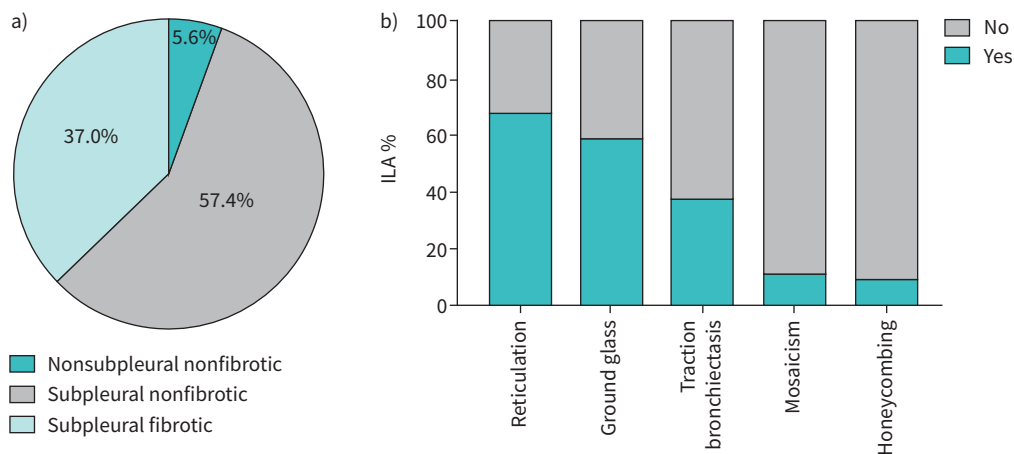 a)
5.6%
37.0%
57.4%
Nonsubpleural nonfibrotic
Subpleural nonfibrotic
Subpleural fibrotic
b)
ILA %
100
80
60
40
20
0
Reticulation
Ground glass
Traction
bronchiectasis
Mosaicism
Honeycombing
No
Yes